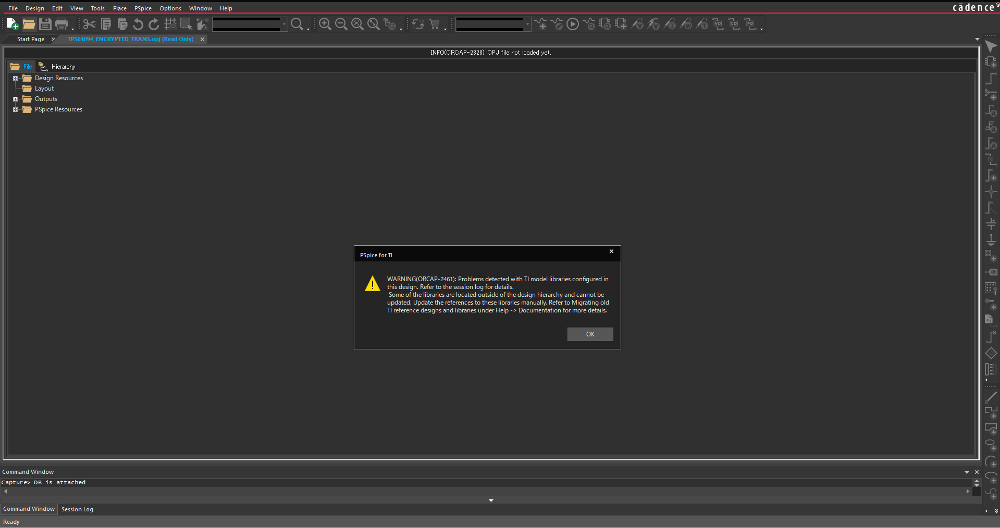 File Design Edit View Tools Place PSpice Options Window Help
cādence®
Start Page TPS61094_ENCRYPTED_TRANS.opj (Read Only)
INFO(ORCAP-2328): OPJ file not loaded yet.
File Hierarchy
Design Resources
Layout
Outputs
PSpice Resources
PSpice for TI
WARNING(ORCAP-2461): Problems detected with TI model libraries configured in
this design. Refer to the session log for details.
Some of the libraries are located outside of the design hierarchy and cannot be
updated. Update the references to these libraries manually. Refer to Migrating old
TI reference designs and libraries under Help -> Documentation for more details.
OK
Command Window
Capture> DB is attached
Command Window Session Log
Ready